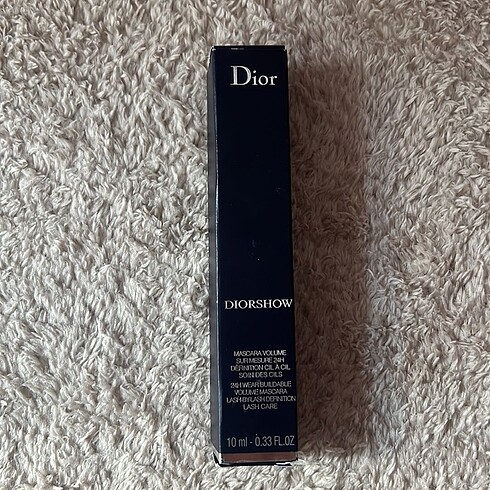 Dior
DIORSHOW
MASCARA VOLUME
SUR MESURE 24H
DÉFINITION CIL À CIL
SOIN DES CILS
24H WEAR BUILDABLE
VOLUME MASCARA
LASH-BY-LASH DEFINITION
LASH CARE
10 ml - 0.33 FL.OZ